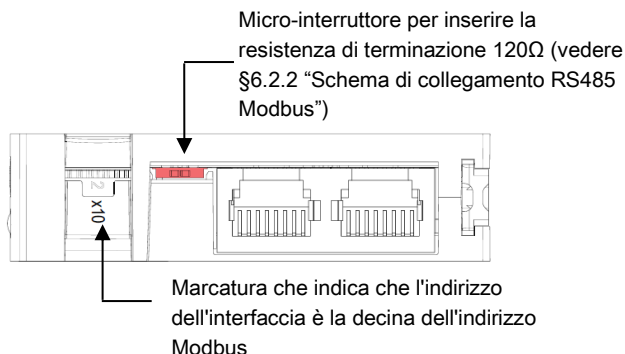 Micro-interruttore per inserire la
resistenza di terminazione 120Ω (vedere
§6.2.2 “Schema di collegamento RS485
Modbus”)
2
x10
Marcatura che indica che l'indirizzo
dell'interfaccia è la decina dell'indirizzo
Modbus